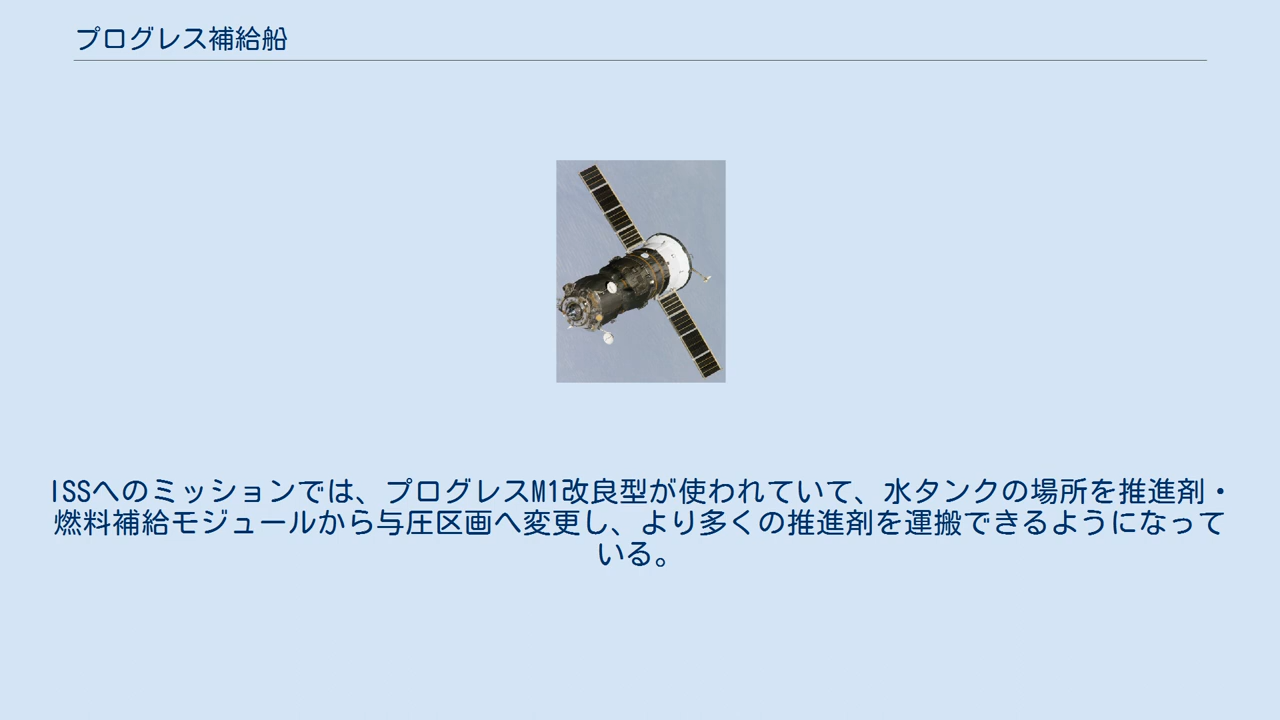 プログレス補給船
ISSへのミッションでは、プログレスM1改良型が使われていて、水タンクの場所を推進剤・
燃料補給モジュールから与圧区画へ変更し、より多くの推進剤を運搬できるようになって
いる。